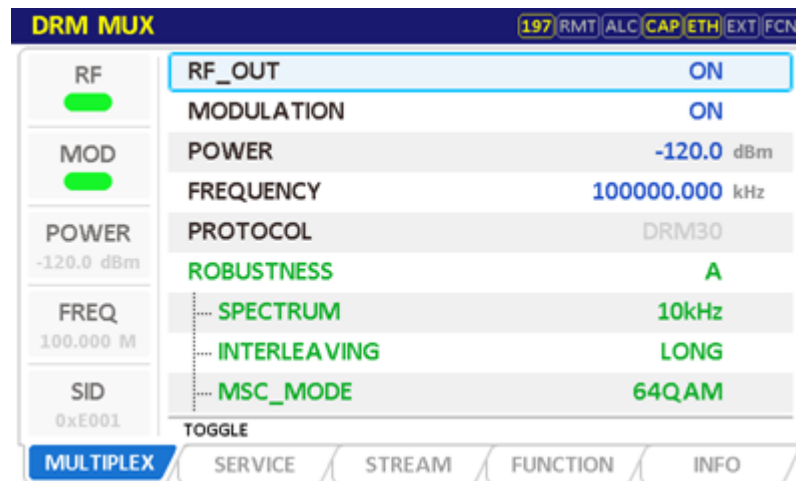 DRM MUX 197 RMT ALC CAP ETH EXT FCN
RF
MOD
POWER
-120.0 dBm
FREQ
100.000 M
SID
0xE001
RF_OUT ON
MODULATION ON
POWER -120.0 dBm
FREQUENCY 100000.000 kHz
PROTOCOL DRM30
ROBUSTNESS A
SPECTRUM 10kHz
INTERLEAVING LONG
MSC_MODE 64QAM
TOGGLE
MULTIPLEX SERVICE STREAM FUNCTION INFO